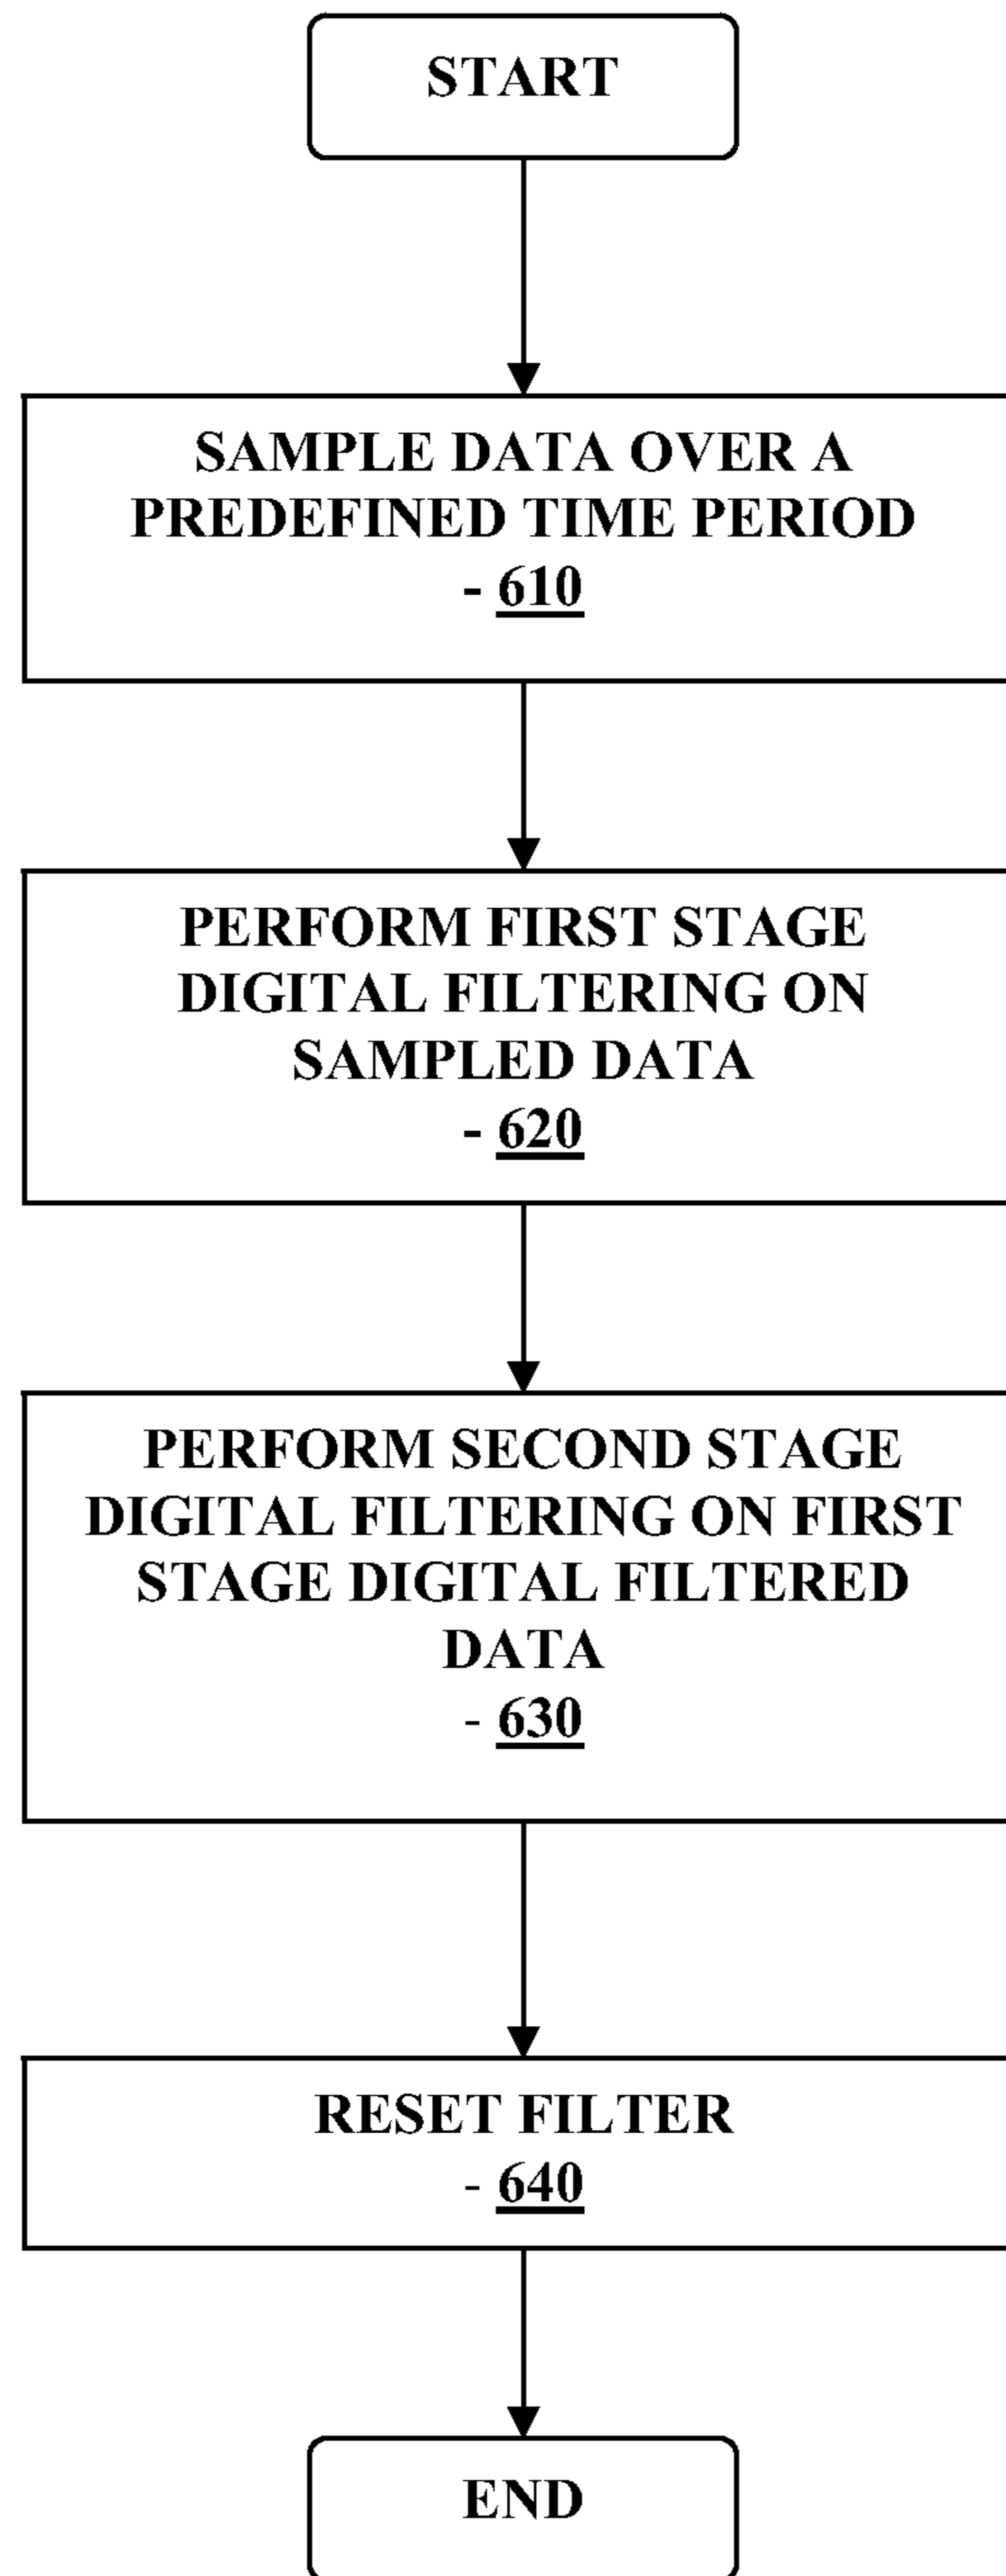 START
SAMPLE DATA OVER A
PREDEFINED TIME PERIOD
- 610
PERFORM FIRST STAGE
DIGITAL FILTERING ON
SAMPLED DATA
- 620
PERFORM SECOND STAGE
DIGITAL FILTERING ON FIRST
STAGE DIGITAL FILTERED
DATA
- 630
RESET FILTER
- 640
END